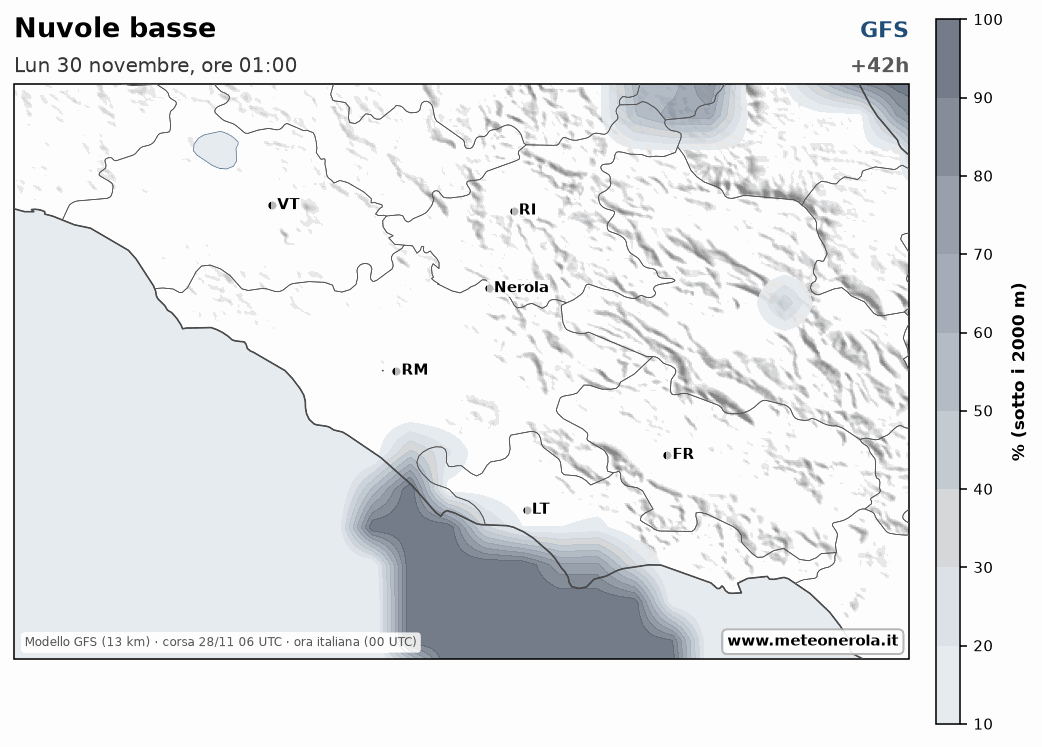 Nuvole basse
GFS
Lun 30 novembre, ore 01:00
+42h
VT
RI
Nerola
RM
FR
LT
Modello GFS (13 km) · corsa 28/11 06 UTC · ora italiana (00 UTC)
www.meteonerola.it
100
90
80
70
60
50
40
30
20
10
% (sotto i 2000 m)